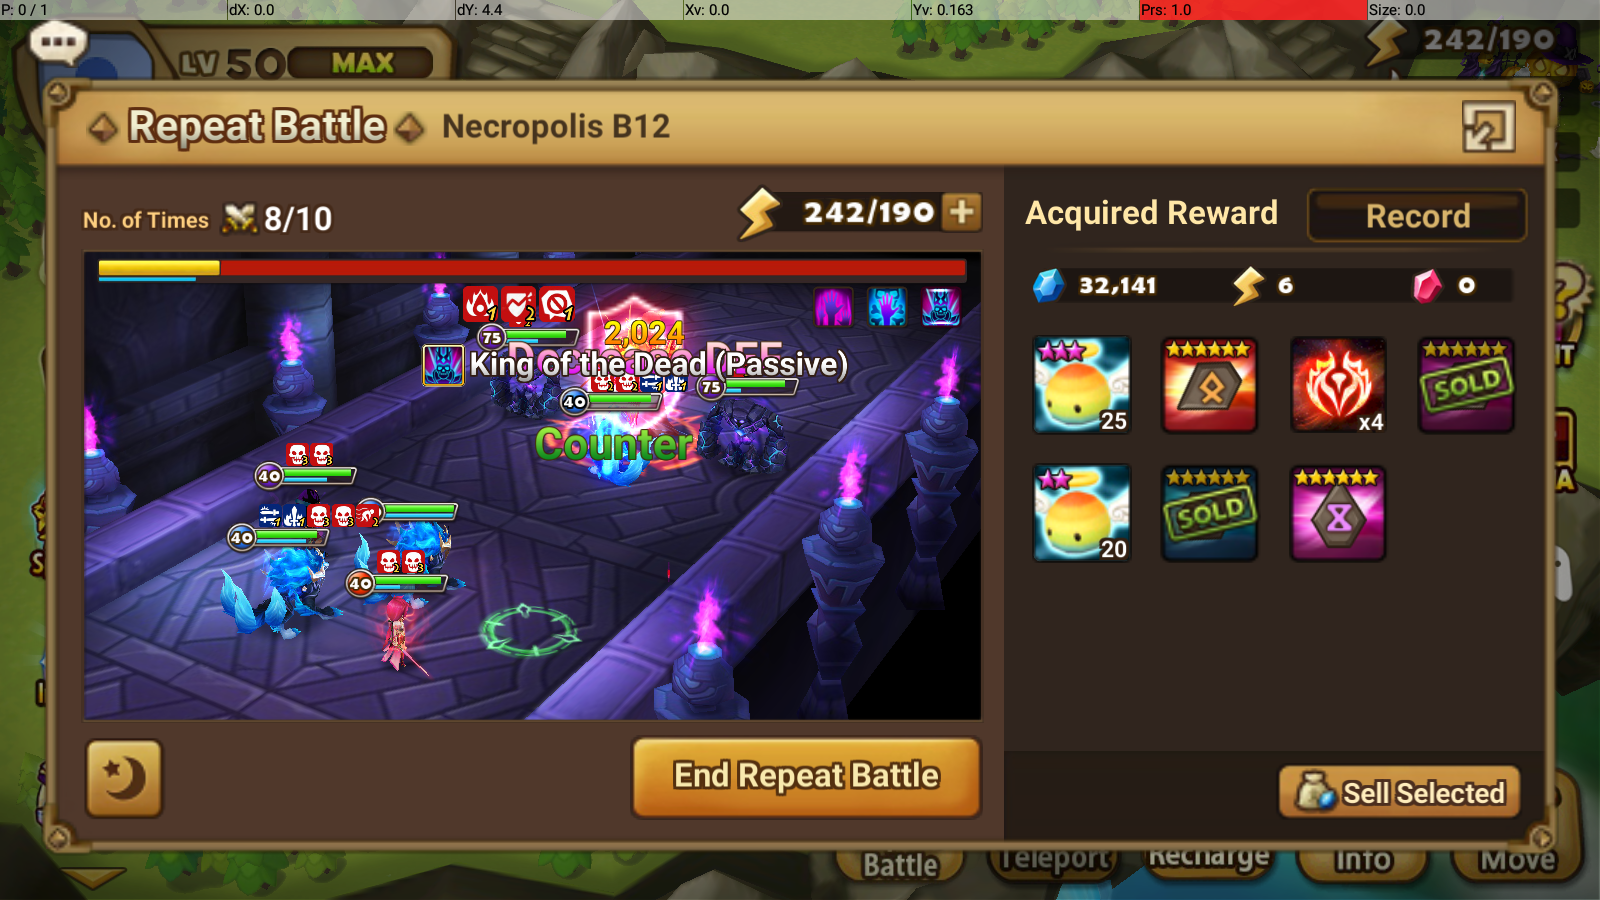 P: 0 / 1
dX: 0.0
dY: 4.4
Xv: 0.0
Yv: 0.163
Prs: 1.0
Size: 0.0
LV 50 MAX
242/190
Repeat Battle
Necropolis B12
No. of Times 8/10
242/190
Acquired Reward
Record
32,141
6
0
1
2
1
75
2,024
King of the Dead (Passive)
75
40
Counter
40
40
40
25
x4
SOLD
20
SOLD
End Repeat Battle
Sell Selected
Battle
Teleport
Recharge
Info
Move